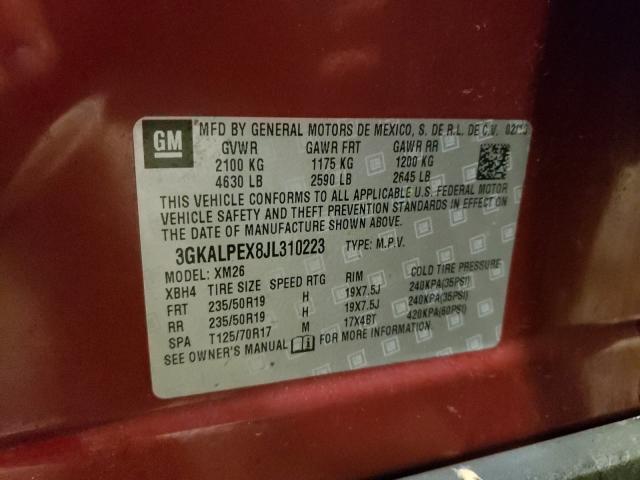 GM
MFD BY GENERAL MOTORS DE MEXICO, S. DE R.L. DE C.V.
GVWR GAWR FRT GAWR RR
2100 KG 1175 KG 1200 KG
4630 LB 2590 LB 2645 LB
THIS VEHICLE CONFORMS TO ALL APPLICABLE U.S. FEDERAL MOTOR
VEHICLE SAFETY AND THEFT PREVENTION STANDARDS IN EFFECT ON
THE DATE OF MANUFACTURE SHOWN ABOVE.
3GKALPEX8JL310223 TYPE: M.P.V.
MODEL: XM26
XBH4 TIRE SIZE SPEED RTG RIM COLD TIRE PRESSURE
FRT 235/50R19 H 19X7.5J 240KPA(35PSI)
RR 235/50R19 H 19X7.5J 240KPA(35PSI)
SPA T125/70R17 M 17X4BT 420KPA(60PSI)
SEE OWNER'S MANUAL FOR MORE INFORMATION.